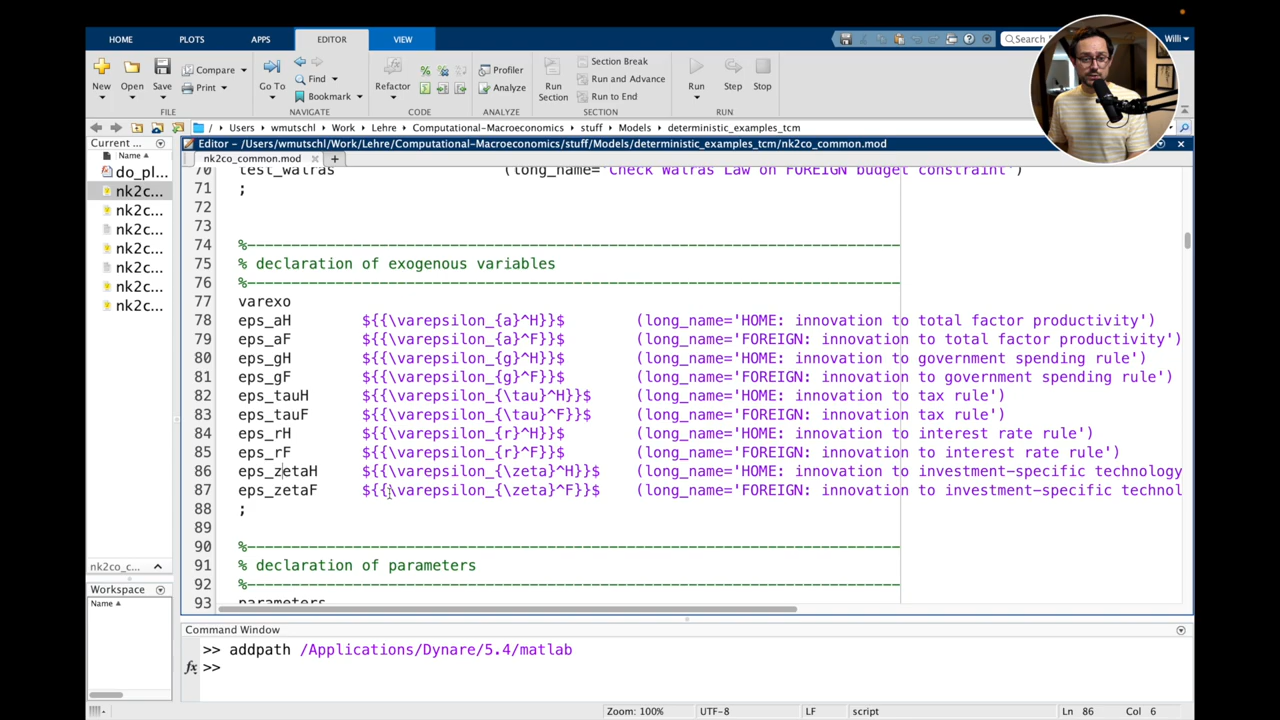 HOME PLOTS APPS EDITOR VIEW
Search
Willi
New Open Save
Compare
Print
FILE
Go To
Find
Bookmark
NAVIGATE
Refactor
CODE
Profiler
Analyze
ANALYZE
Run Section
Section Break
Run and Advance
Run to End
SECTION
Run Step Stop
RUN
/ Users wmutschl Work Lehre Computational-Macroeconomics stuff Models deterministic_examples_tcm
Current ...
Name
do_pl...
nk2c...
nk2c...
nk2c...
nk2c...
nk2c...
nk2c...
nk2c...
nk2co_c...
Workspace
Name
Editor - /Users/wmutschl/Work/Lehre/Computational-Macroeconomics/stuff/Models/deterministic_examples_tcm/nk2co_common.mod
nk2co_common.mod
70 test_walras (long_name='Check Walras Law on FOREIGN budget constraint')
71 ;
72
73
74 %--------------------------------------------------------------------------
75 % declaration of exogenous variables
76 %--------------------------------------------------------------------------
77 varexo
78 eps_aH ${{\varepsilon_{a}^H}}$ (long_name='HOME: innovation to total factor productivity')
79 eps_aF ${{\varepsilon_{a}^F}}$ (long_name='FOREIGN: innovation to total factor productivity')
80 eps_gH ${{\varepsilon_{g}^H}}$ (long_name='HOME: innovation to government spending rule')
81 eps_gF ${{\varepsilon_{g}^F}}$ (long_name='FOREIGN: innovation to government spending rule')
82 eps_tauH ${{\varepsilon_{\tau}^H}}$ (long_name='HOME: innovation to tax rule')
83 eps_tauF ${{\varepsilon_{\tau}^F}}$ (long_name='FOREIGN: innovation to tax rule')
84 eps_rH ${{\varepsilon_{r}^H}}$ (long_name='HOME: innovation to interest rate rule')
85 eps_rF ${{\varepsilon_{r}^F}}$ (long_name='FOREIGN: innovation to interest rate rule')
86 eps_zetaH ${{\varepsilon_{\zeta}^H}}$ (long_name='HOME: innovation to investment-specific technology
87 eps_zetaF ${{\varepsilon_{\zeta}^F}}$ (long_name='FOREIGN: innovation to investment-specific technol
88 ;
89
90 %--------------------------------------------------------------------------
91 % declaration of parameters
92 %--------------------------------------------------------------------------
93 parameters
Command Window
>> addpath /Applications/Dynare/5.4/matlab
fx >>
Zoom: 100% UTF-8 LF script Ln 86 Col 6